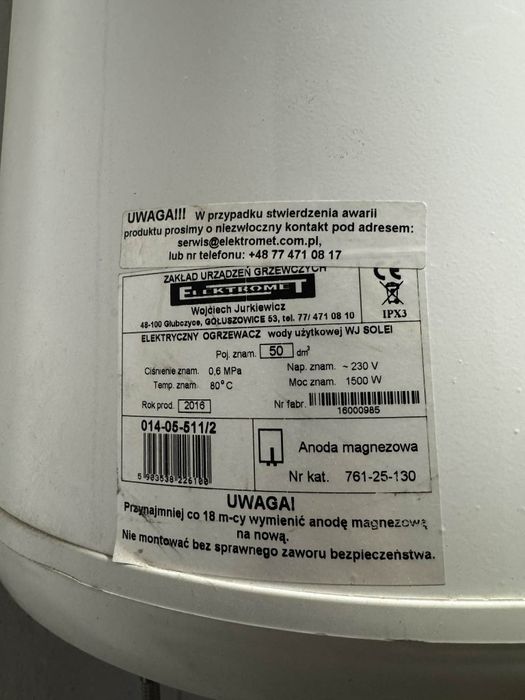 UWAGA!!! W przypadku stwierdzenia awarii
produktu prosimy o niezwłoczny kontakt pod adresem:
serwis@elektromet.com.pl,
lub nr telefonu: +48 77 471 08 17
ZAKŁAD URZĄDZEŃ GRZEWCZYCH
ELEKTROMET
Wojciech Jurkiewicz
48-100 Głubczyce, GOŁUSZOWICE 53, tel. 77/ 471 08 10
CE
IPX3
ELEKTRYCZNY OGRZEWACZ wody użytkowej WJ SOLEI
Poj. znam. 50 dm³
Ciśnienie znam. 0,6 MPa Nap. znam. ~ 230 V
Temp. znam. 80°C Moc znam. 1500 W
Rok prod. 2016 Nr fabr.
16000985
014-05-511/2
5 903538 226100
Anoda magnezowa
Nr kat. 761-25-130
UWAGA!
Przynajmniej co 18 m-cy wymienić anodę magnezową
na nową.
Nie montować bez sprawnego zaworu bezpieczeństwa.